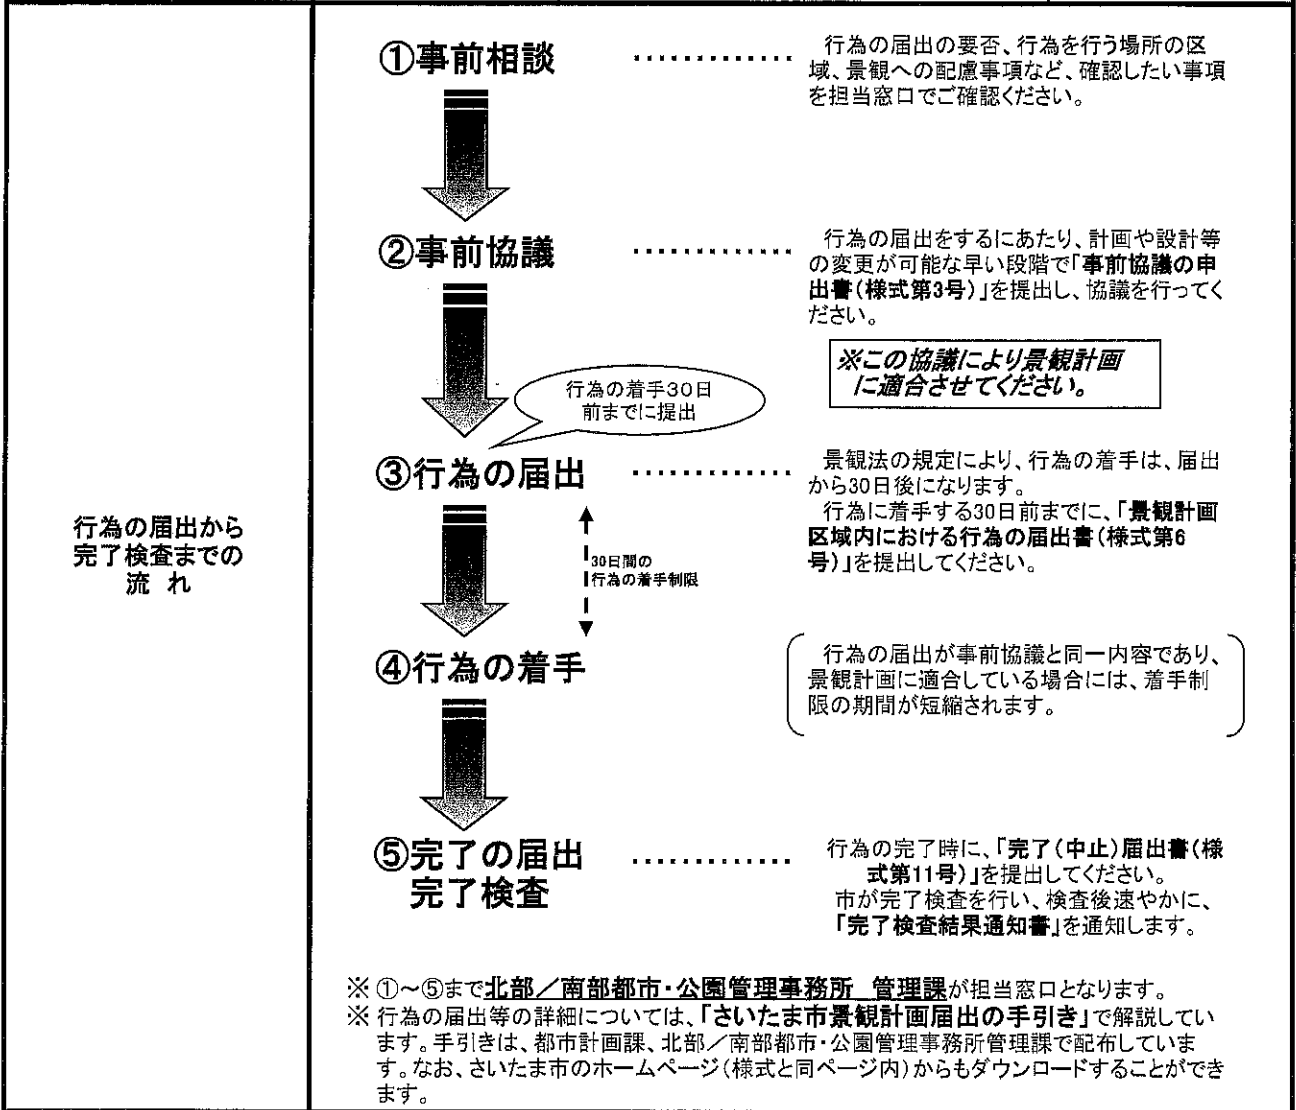 行為の届出から
完了検査までの
流 れ
①事前相談
行為の届出の要否、行為を行う場所の区
域、景観への配慮事項など、確認したい事項
を担当窓口でご確認ください。
②事前協議
行為の届出をするにあたり、計画や設計等
の変更が可能な早い段階で「事前協議の申
出書(様式第3号)」を提出し、協議を行ってく
ださい。
※この協議により景観計画
に適合させてください。
行為の着手30日
前までに提出
③行為の届出
景観法の規定により、行為の着手は、届出
から30日後になります。
行為に着手する30日前までに、「景観計画
区域内における行為の届出書(様式第6
号)」を提出してください。
30日間の
行為の着手制限
④行為の着手
行為の届出が事前協議と同一内容であり、
景観計画に適合している場合には、着手制
限の期間が短縮されます。
⑤完了の届出
完了検査
行為の完了時に、「完了(中止)届出書(様
式第11号)」を提出してください。
市が完了検査を行い、検査後速やかに、
「完了検査結果通知書」を通知します。
※ ①～⑤まで北部／南部都市・公園管理事務所 管理課が担当窓口となります。
※ 行為の届出等の詳細については、「さいたま市景観計画届出の手引き」で解説してい
ます。手引きは、都市計画課、北部／南部都市・公園管理事務所管理課で配布していま
す。なお、さいたま市のホームページ(様式と同ページ内)からもダウンロードすることができ
ます。